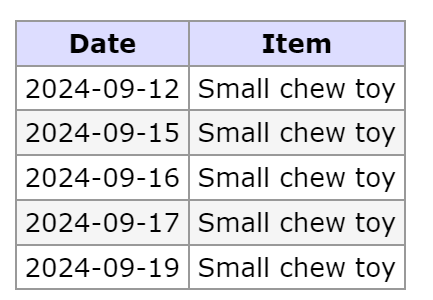 Date Item
2024-09-12 Small chew toy
2024-09-15 Small chew toy
2024-09-16 Small chew toy
2024-09-17 Small chew toy
2024-09-19 Small chew toy